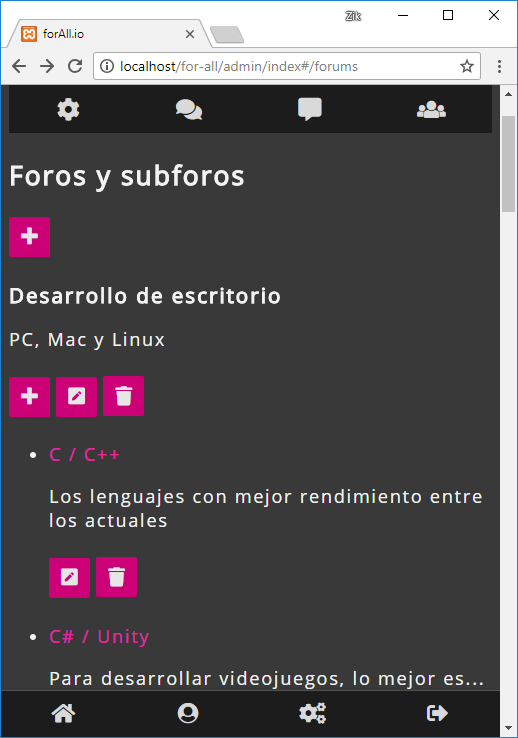 Zik
forAll.io
localhost/for-all/admin/index#/forums
Foros y subforos
Desarrollo de escritorio
PC, Mac y Linux
C / C++
Los lenguajes con mejor rendimiento entre
los actuales
C# / Unity
Para desarrollar videojuegos, lo mejor es...